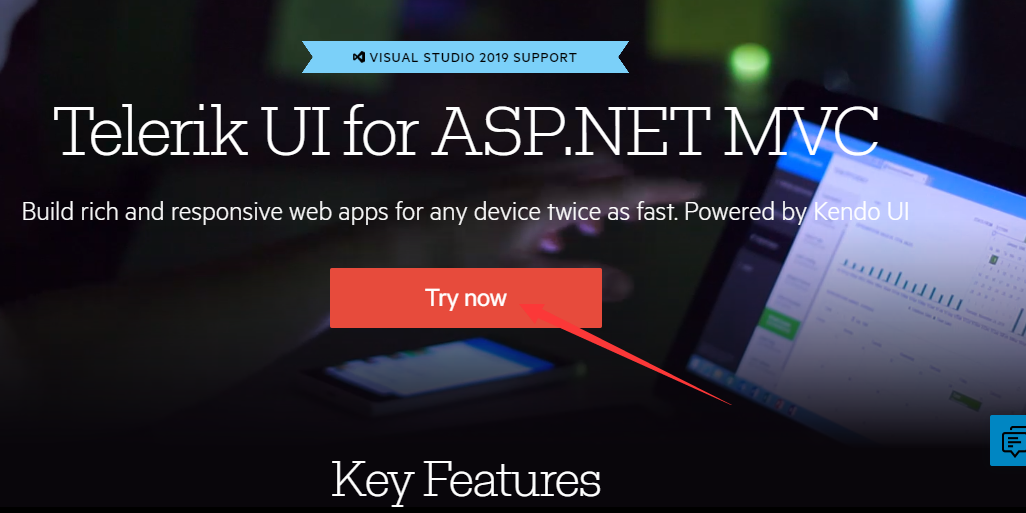 VISUAL STUDIO 2019 SUPPORT
Telerik UI for ASP.NET MVC
Build rich and responsive web apps for any device twice as fast. Powered by Kendo UI
Try now
Key Features